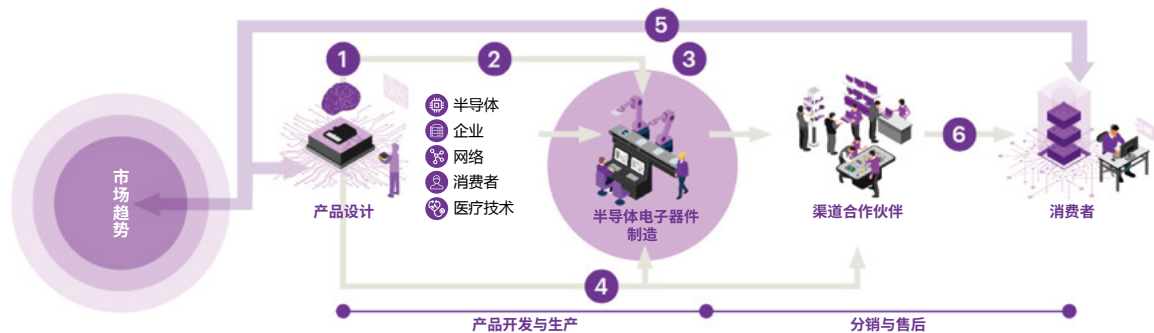 5
1
2
3
半导体
企业
网络
消费者
医疗技术
6
市场趋势
产品设计
半导体电子器件
制造
渠道合作伙伴
消费者
4
产品开发与生产
分销与售后